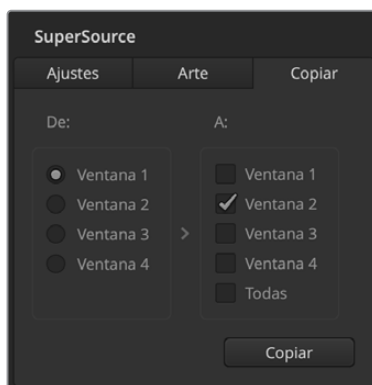 SuperSource
Ajustes Arte Copiar
De: A:
Ventana 1 Ventana 1
Ventana 2 Ventana 2
Ventana 3 > Ventana 3
Ventana 4 Ventana 4
Todas
Copiar